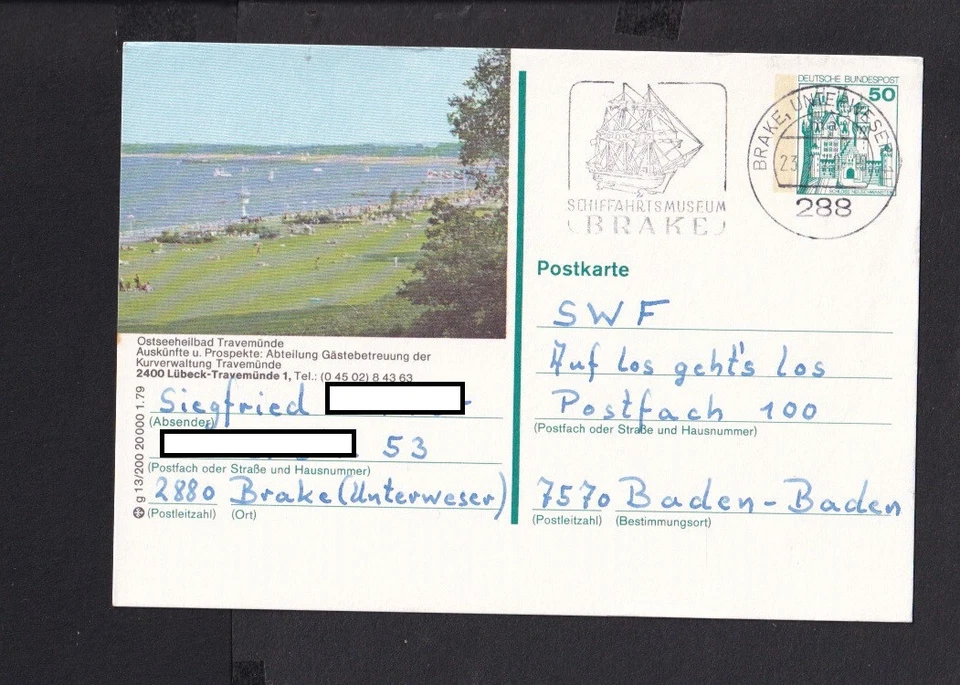 Ostseeheilbad Travemünde
Auskünfte u. Prospekte: Abteilung Gästebetreuung der
Kurverwaltung Travemünde
2400 Lübeck-Travemünde 1, Tel.: (0 45 02) 8 43 63
Siegfried
(Absender)
53
(Postfach oder Straße und Hausnummer)
2880 Brake (Unterweser)
(Postleitzahl) (Ort)
g 13/200 20 000 1.79
SCHIFFAHRTSMUSEUM
BRAKE
DEUTSCHE BUNDESPOST
50
BRAKE, UNTERWESER
23
288
Postkarte
SWF
Auf los geht's los
Postfach 100
(Postfach oder Straße und Hausnummer)
7570 Baden-Baden
(Postleitzahl) (Bestimmungsort)